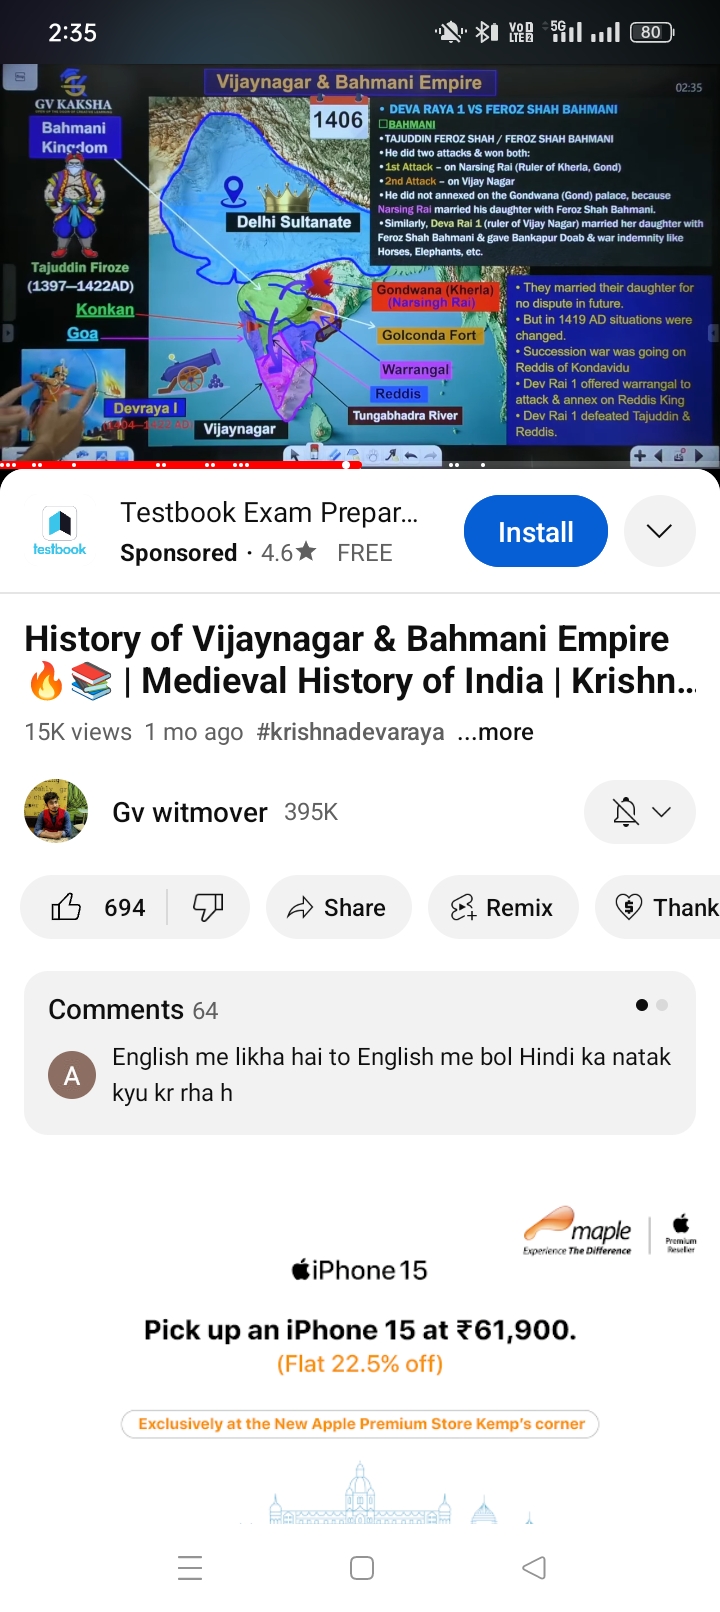 2:35
VoD
LTE2
5G
80
Vijaynagar & Bahmani Empire
02:35
GV KAKSHA
Bahmani
Kingdom
1406
Delhi Sultanate
Tajuddin Firoze
(1397–1422AD)
Konkan
Goa
Devraya I
Vijaynagar
• DEVA RAYA 1 VS FEROZ SHAH BAHMANI
BAHMANI
•TAJUDDIN FEROZ SHAH / FEROZ SHAH BAHMANI
•He did two attacks & won both:
•1st Attack – on Narsing Rai (Ruler of Kherla, Gond)
•2nd Attack – on Vijay Nagar
•He did not annexed on the Gondwana (Gond) palace, because
Narsing Rai married his daughter with Feroz Shah Bahmani.
•Similarly, Deva Rai 1 (ruler of Vijay Nagar) married her daughter with
Feroz Shah Bahmani & gave Bankapur Doab & war indemnity like
Horses, Elephants, etc.
Gondwana (Kherla)
(Narsingh Rai)
Golconda Fort
Warrangal
Reddis
Tungabhadra River
• They married their daughter for
no dispute in future.
• But in 1419 AD situations were
changed.
• Succession war was going on
Reddis of Kondavidu
• Dev Rai 1 offered warrangal to
attack & annex on Reddis King
• Dev Rai 1 defeated Tajuddin &
Reddis.
testbook
Testbook Exam Prepar...
Sponsored · 4.6★ FREE
Install
History of Vijaynagar & Bahmani Empire
🔥📚 | Medieval History of India | Krishn...
15K views 1 mo ago #krishnadevaraya ...more
Gv witmover 395K
694
Share
Remix
Thank
Comments 64
A
English me likha hai to English me bol Hindi ka natak
kyu kr rha h
maple
Experience The Difference
Premium
Reseller
iPhone 15
Pick up an iPhone 15 at ₹61,900.
(Flat 22.5% off)
Exclusively at the New Apple Premium Store Kemp's corner